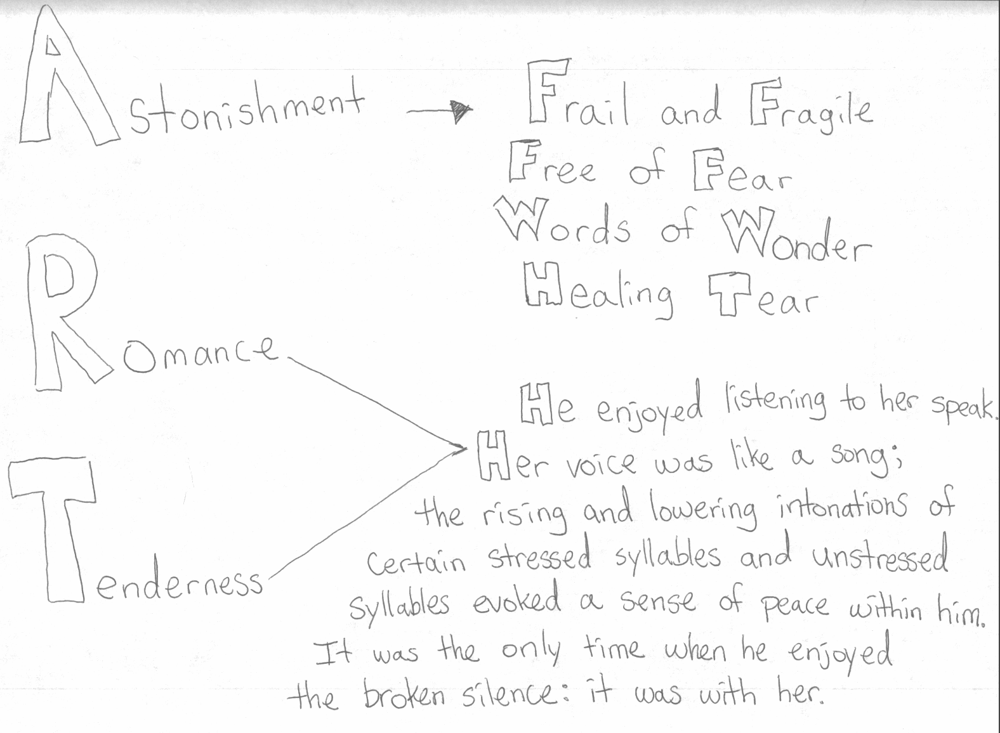 Astonishment → Frail and Fragile
Free of Fear
Words of Wonder
Healing Tear
Romance
He enjoyed listening to her speak.
Her voice was like a song;
the rising and lowering intonations of
certain stressed syllables and unstressed
Tenderness
syllables evoked a sense of peace within him.
It was the only time when he enjoyed
the broken silence: it was with her.